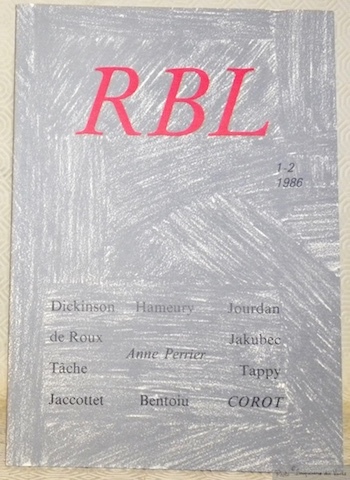 RBL
1-2
1986
Dickinson Hameury Jourdan
de Roux Jakubec
Anne Perrier
Tâche Tappy
Jaccottet Bentoiu COROT